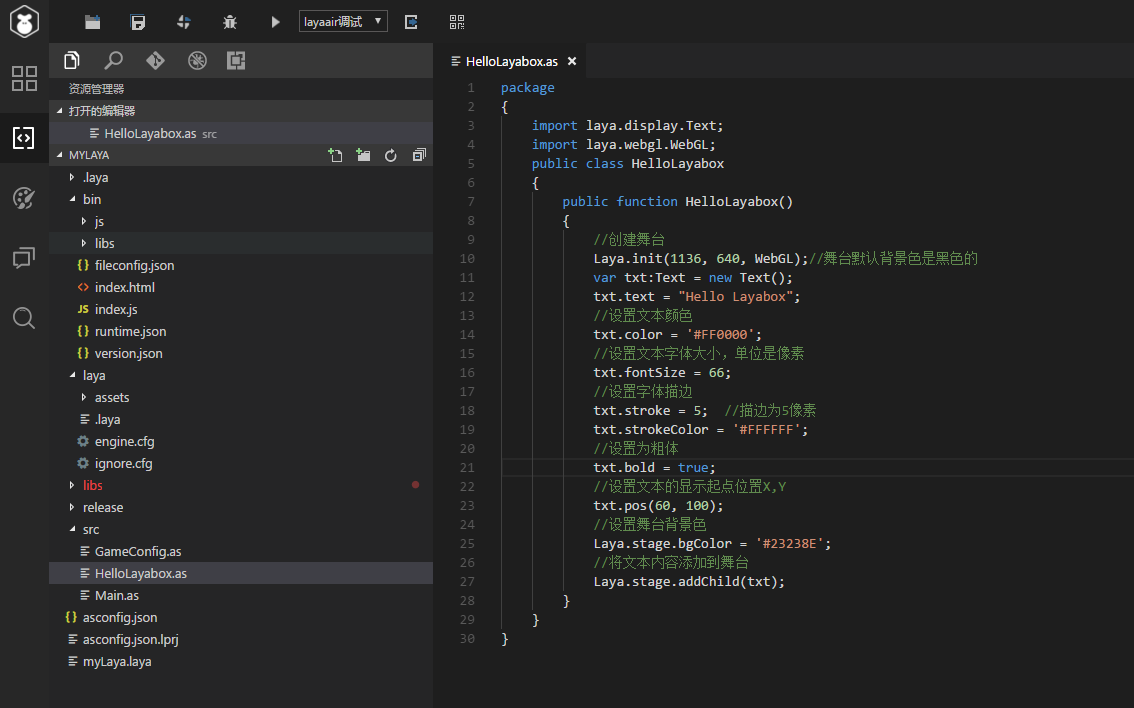 layaair调试
资源管理器
打开的编辑器
HelloLayabox.as src
MYLAYA
.laya
bin
js
libs
{} fileconfig.json
<> index.html
JS index.js
{} runtime.json
{} version.json
laya
assets
.laya
engine.cfg
ignore.cfg
libs
release
src
GameConfig.as
HelloLayabox.as
Main.as
{} asconfig.json
asconfig.json.lprj
myLaya.laya
HelloLayabox.as ×
1 package
2 {
3 import laya.display.Text;
4 import laya.webgl.WebGL;
5 public class HelloLayabox
6 {
7 public function HelloLayabox()
8 {
9 //创建舞台
10 Laya.init(1136, 640, WebGL);//舞台默认背景色是黑色的
11 var txt:Text = new Text();
12 txt.text = "Hello Layabox";
13 //设置文本颜色
14 txt.color = '#FF0000';
15 //设置文本字体大小，单位是像素
16 txt.fontSize = 66;
17 //设置字体描边
18 txt.stroke = 5;  //描边为5像素
19 txt.strokeColor = '#FFFFFF';
20 //设置为粗体
21 txt.bold = true;
22 //设置文本的显示起点位置X,Y
23 txt.pos(60, 100);
24 //设置舞台背景色
25 Laya.stage.bgColor = '#23238E';
26 //将文本内容添加到舞台
27 Laya.stage.addChild(txt);
28 }
29 }
30 }